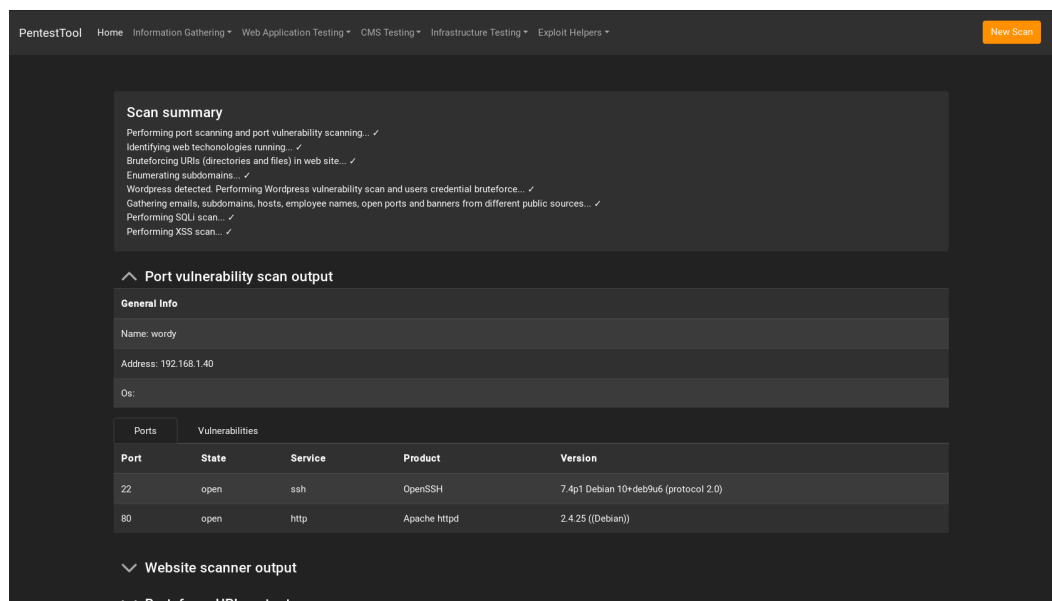 PentestTool Home Information Gathering Web Application Testing CMS Testing Infrastructure Testing Exploit Helpers New Scan
Scan summary
Performing port scanning and port vulnerability scanning... ✓
Identifying web techonologies running... ✓
Bruteforcing URIs (directories and files) in web site... ✓
Enumerating subdomains... ✓
Wordpress detected. Performing Wordpress vulnerability scan and users credential bruteforce... ✓
Gathering emails, subdomains, hosts, employee names, open ports and banners from different public sources... ✓
Performing SQLi scan... ✓
Performing XSS scan... ✓
Port vulnerability scan output
General Info
Name: wordy
Address: 192.168.1.40
Os:
Ports Vulnerabilities
Port State Service Product Version
22 open ssh OpenSSH 7.4p1 Debian 10+deb9u6 (protocol 2.0)
80 open http Apache httpd 2.4.25 ((Debian))
Website scanner output